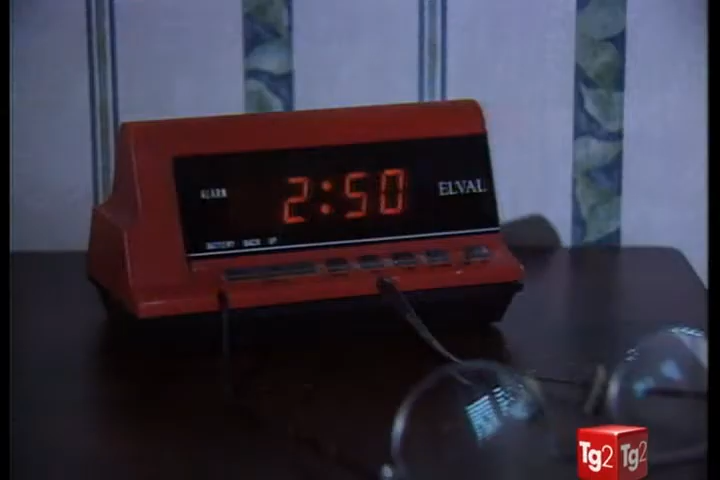 ALARM
2:50
ELVAL
BATTERY BACK UP
Tg2 Tg2